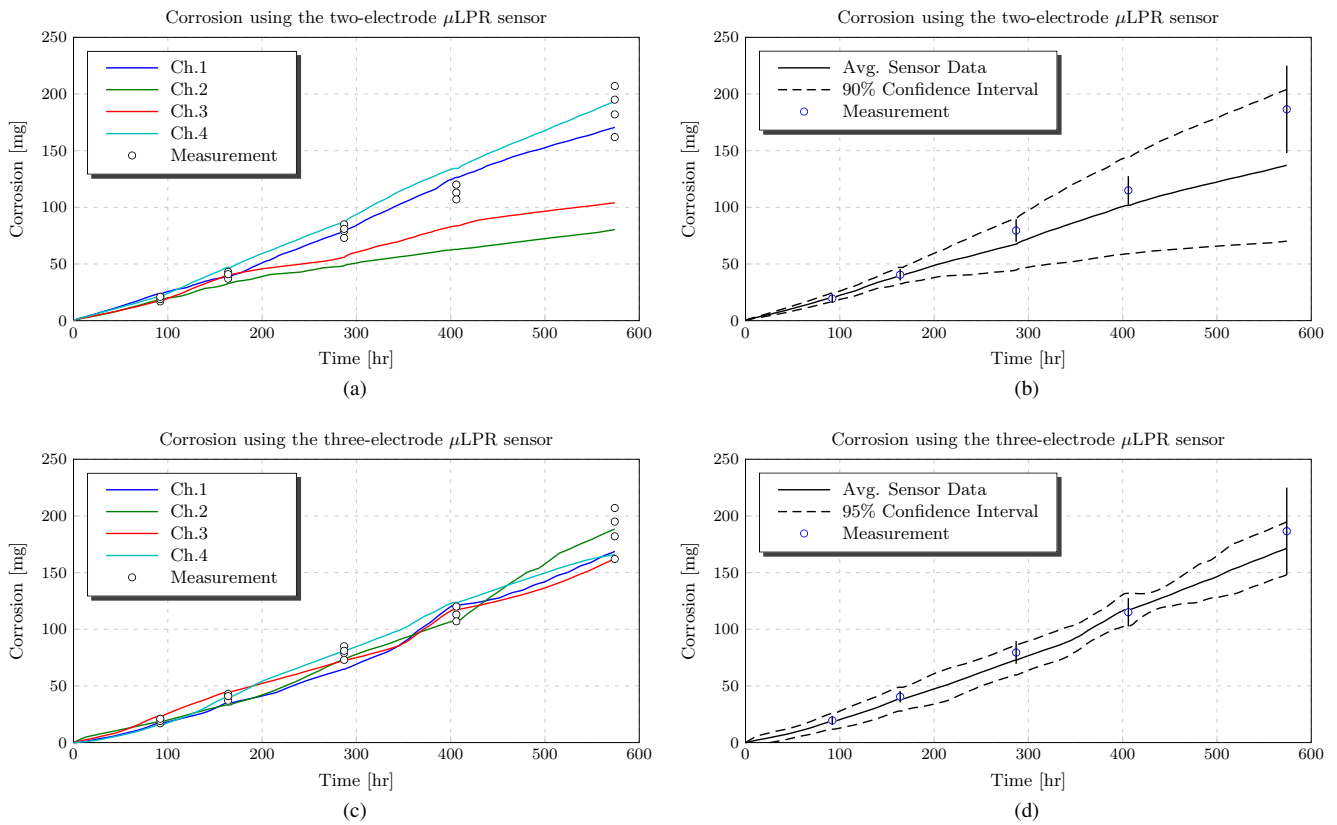 Corrosion using the two-electrode μLPR sensor
Corrosion [mg]
250
200
150
100
50
0
Ch.1
Ch.2
Ch.3
Ch.4
Measurement
0 100 200 300 400 500 600
Time [hr]
(a)
Corrosion using the two-electrode μLPR sensor
Corrosion [mg]
250
200
150
100
50
0
Avg. Sensor Data
90% Confidence Interval
Measurement
0 100 200 300 400 500 600
Time [hr]
(b)
Corrosion using the three-electrode μLPR sensor
Corrosion [mg]
250
200
150
100
50
0
Ch.1
Ch.2
Ch.3
Ch.4
Measurement
0 100 200 300 400 500 600
Time [hr]
(c)
Corrosion using the three-electrode μLPR sensor
Corrosion [mg]
250
200
150
100
50
0
Avg. Sensor Data
95% Confidence Interval
Measurement
0 100 200 300 400 500 600
Time [hr]
(d)